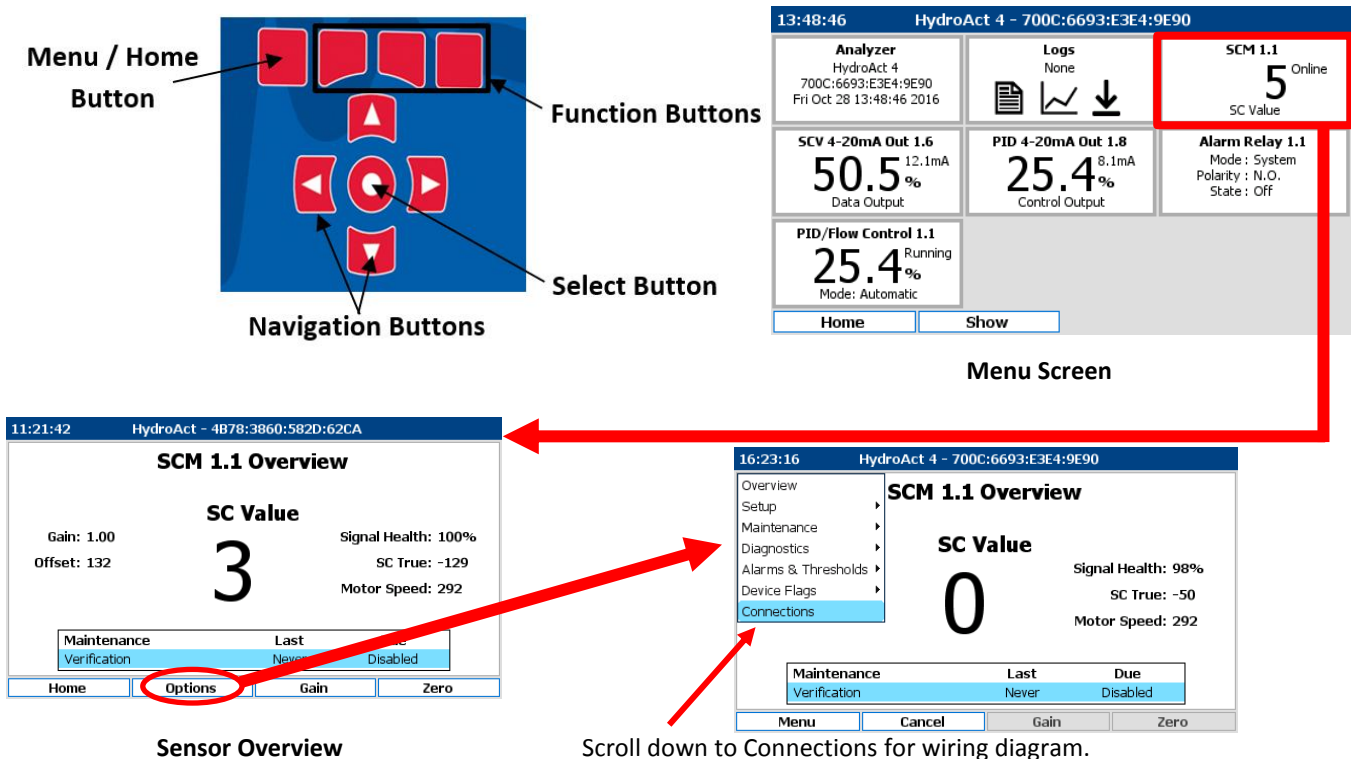 Menu / Home
Button
Function Buttons
Select Button
Navigation Buttons
13:48:46 HydroAct 4 - 700C:6693:E3E4:9E90
Analyzer
HydroAct 4
700C:6693:E3E4:9E90
Fri Oct 28 13:48:46 2016
Logs
None
SCM 1.1
5 Online
SC Value
SCV 4-20mA Out 1.6
50.5 12.1mA
%
Data Output
PID 4-20mA Out 1.8
25.4 8.1mA
%
Control Output
Alarm Relay 1.1
Mode : System
Polarity : N.O.
State : Off
PID/Flow Control 1.1
25.4 Running
%
Mode: Automatic
Home Show
Menu Screen
11:21:42 HydroAct - 4B78:3860:582D:62CA
SCM 1.1 Overview
SC Value
3
Gain: 1.00
Offset: 132
Signal Health: 100%
SC True: -129
Motor Speed: 292
Maintenance Last
Verification Never Disabled
Home Options Gain Zero
Sensor Overview
16:23:16 HydroAct 4 - 700C:6693:E3E4:9E90
Overview
Setup
Maintenance
Diagnostics
Alarms & Thresholds
Device Flags
Connections
SCM 1.1 Overview
SC Value
0
Signal Health: 98%
SC True: -50
Motor Speed: 292
Maintenance Last Due
Verification Never Disabled
Menu Cancel Gain Zero
Scroll down to Connections for wiring diagram.